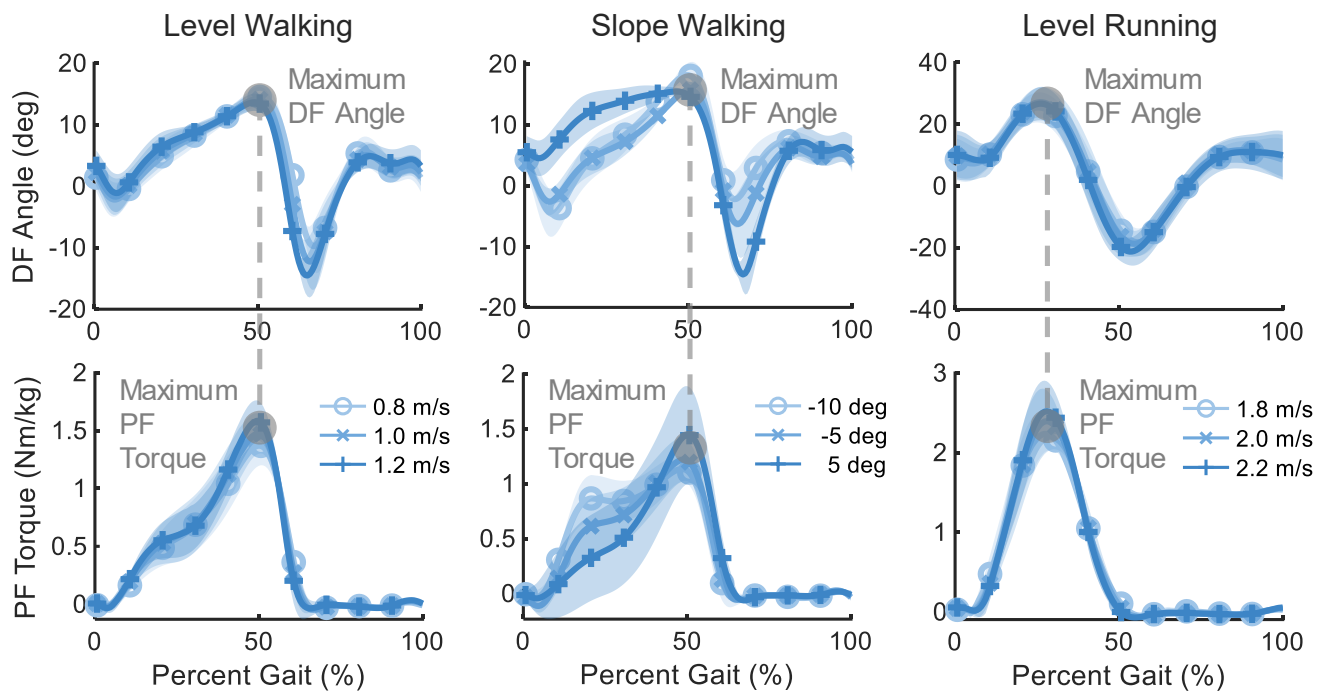 Level Walking
Slope Walking
Level Running
DF Angle (deg)
20
10
0
-10
-20
Maximum
DF Angle
0
50
100
20
10
0
-10
-20
Maximum
DF Angle
0
50
100
40
20
0
-20
-40
Maximum
DF Angle
0
50
100
PF Torque (Nm/kg)
2
1.5
1
0.5
0
Maximum
PF
Torque
0.8 m/s
1.0 m/s
1.2 m/s
0
50
100
Percent Gait (%)
2
1.5
1
0.5
0
Maximum
PF
Torque
-10 deg
-5 deg
5 deg
0
50
100
Percent Gait (%)
3
2
1
0
Maximum
PF
Torque
1.8 m/s
2.0 m/s
2.2 m/s
0
50
100
Percent Gait (%)